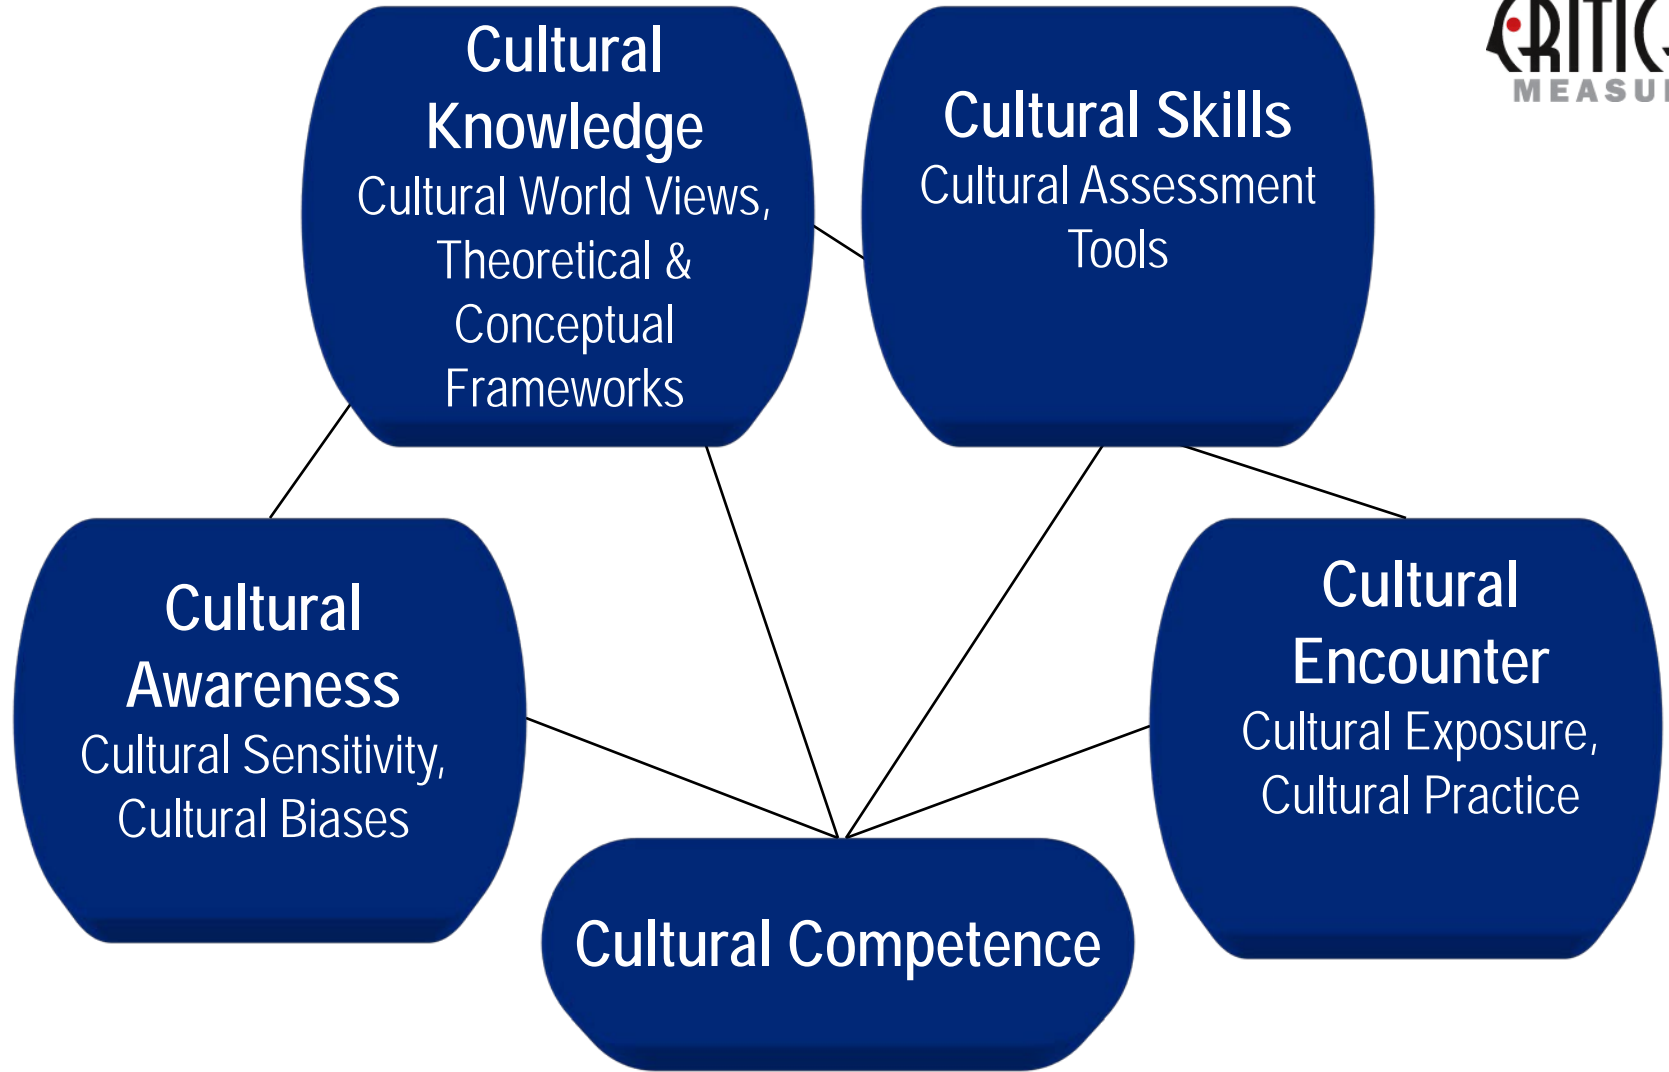 Cultural
Knowledge
Cultural World Views,
Theoretical &
Conceptual
Frameworks
Cultural Skills
Cultural Assessment
Tools
Cultural
Awareness
Cultural Sensitivity,
Cultural Biases
Cultural
Encounter
Cultural Exposure,
Cultural Practice
Cultural Competence